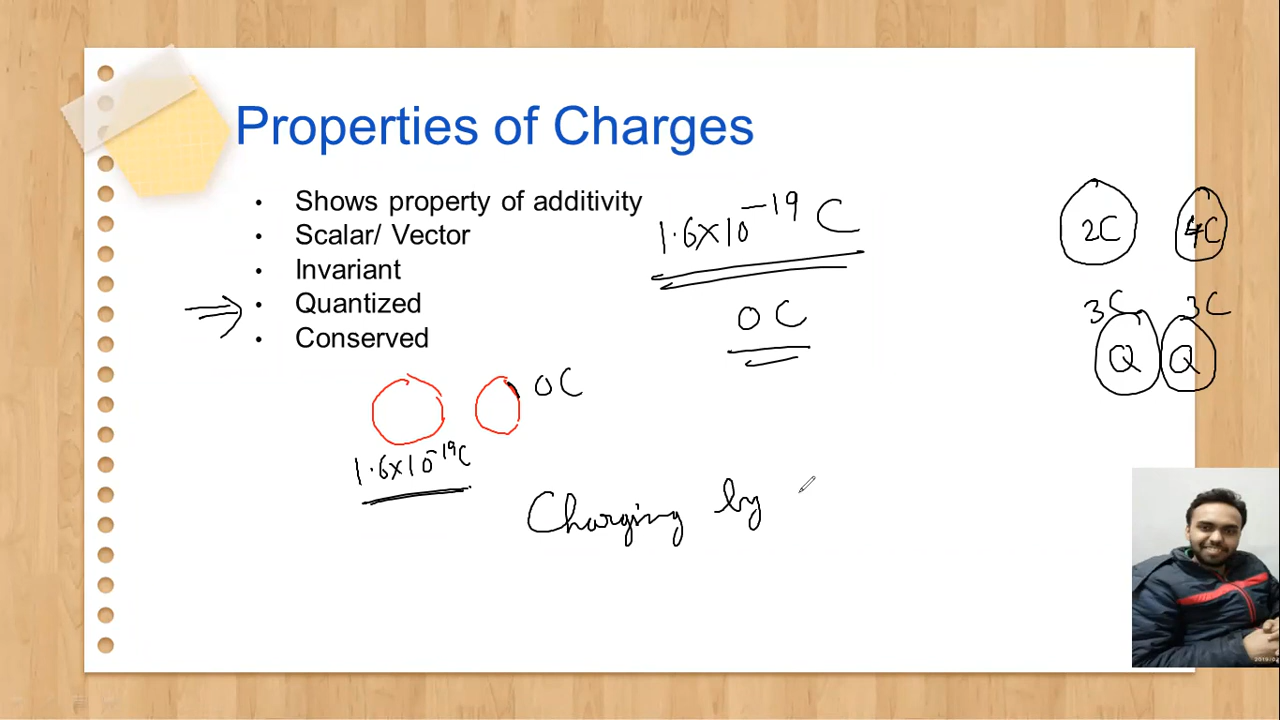 Properties of Charges
• Shows property of additivity
• Scalar/ Vector
• Invariant
⇒ • Quantized
• Conserved
1.6x10^-19 C
0 C
2C 4C
3C 3C
Q Q
0C
1.6x10^-19 C
Charging by